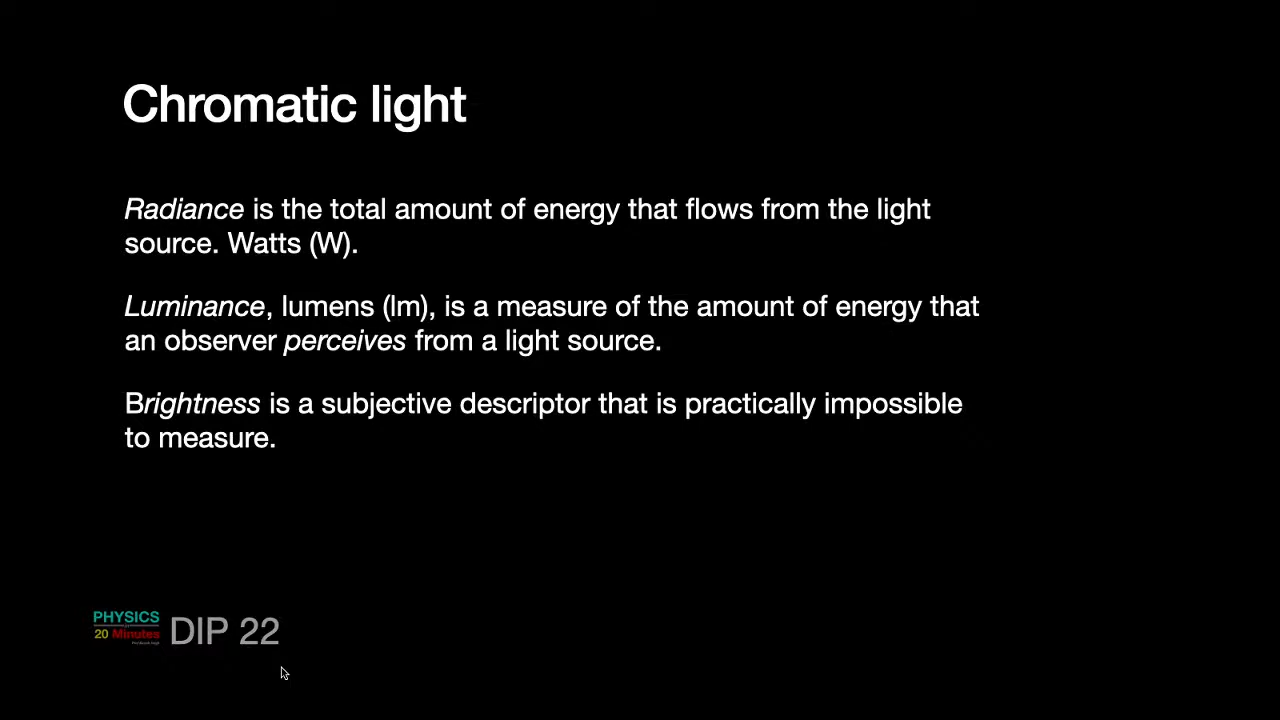 Chromatic light
Radiance is the total amount of energy that flows from the light
source. Watts (W).
Luminance, lumens (lm), is a measure of the amount of energy that
an observer perceives from a light source.
Brightness is a subjective descriptor that is practically impossible
to measure.
PHYSICS
20 Minutes
DIP 22